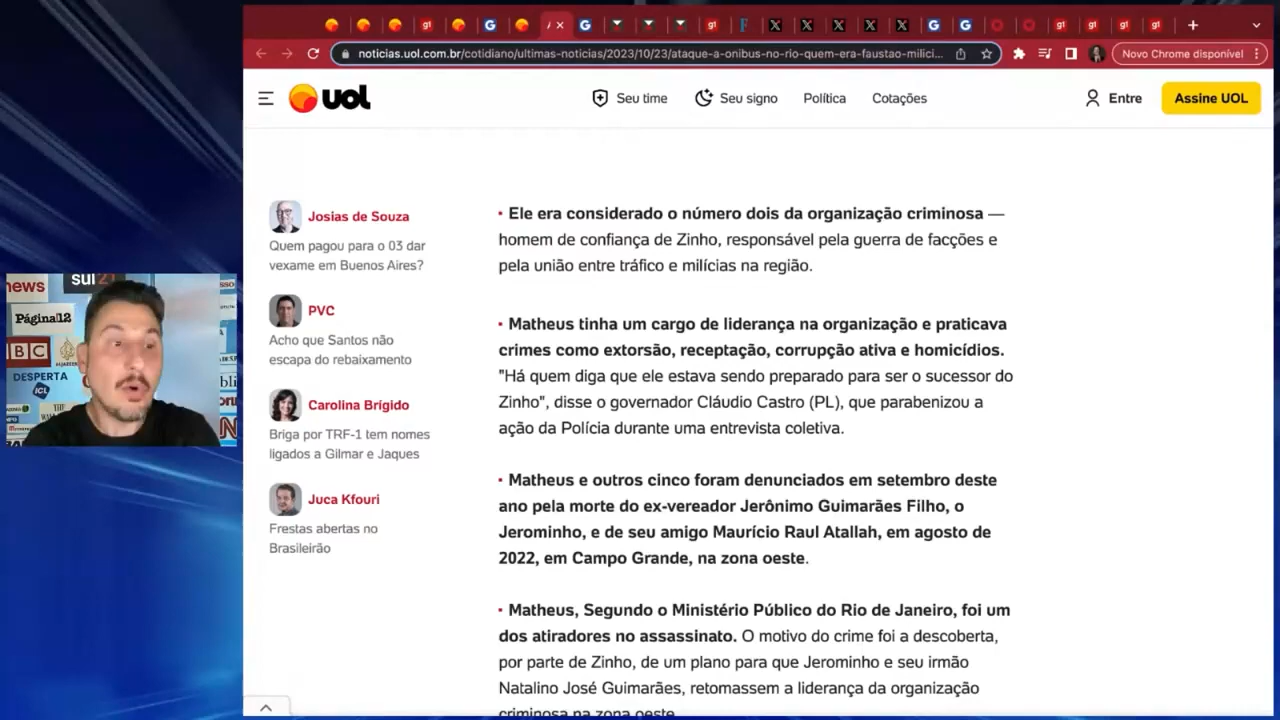 noticias.uol.com.br/cotidiano/ultimas-noticias/2023/10/23/ataque-a-onibus-no-rio-quem-era-faustao-milici...
Novo Chrome disponível
uol
Seu time
Seu signo
Política
Cotações
Entre
Assine UOL
Josias de Souza
Quem pagou para o 03 dar
vexame em Buenos Aires?
PVC
Acho que Santos não
escapa do rebaixamento
Carolina Brígido
Briga por TRF-1 tem nomes
ligados a Gilmar e Jaques
Juca Kfouri
Frestas abertas no
Brasileirão
• Ele era considerado o número dois da organização criminosa —
homem de confiança de Zinho, responsável pela guerra de facções e
pela união entre tráfico e milícias na região.
• Matheus tinha um cargo de liderança na organização e praticava
crimes como extorsão, receptação, corrupção ativa e homicídios.
"Há quem diga que ele estava sendo preparado para ser o sucessor do
Zinho", disse o governador Cláudio Castro (PL), que parabenizou a
ação da Polícia durante uma entrevista coletiva.
• Matheus e outros cinco foram denunciados em setembro deste
ano pela morte do ex-vereador Jerônimo Guimarães Filho, o
Jerominho, e de seu amigo Maurício Raul Atallah, em agosto de
2022, em Campo Grande, na zona oeste.
• Matheus, Segundo o Ministério Público do Rio de Janeiro, foi um
dos atiradores no assassinato. O motivo do crime foi a descoberta,
por parte de Zinho, de um plano para que Jerominho e seu irmão
Natalino José Guimarães, retomassem a liderança da organização
criminosa na zona oeste.
news
sul21
Página12
BC
DESPERTA
ICL